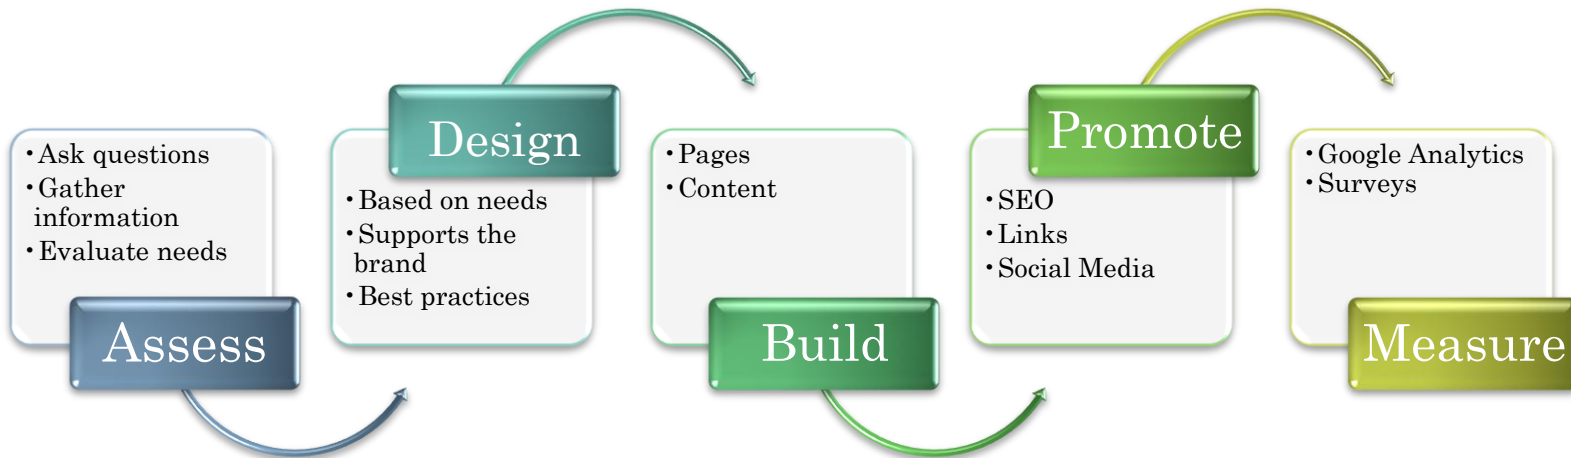 • Ask questions
• Gather
information
• Evaluate needs
Assess
Design
• Based on needs
• Supports the
brand
• Best practices
• Pages
• Content
Build
Promote
• SEO
• Links
• Social Media
• Google Analytics
• Surveys
Measure